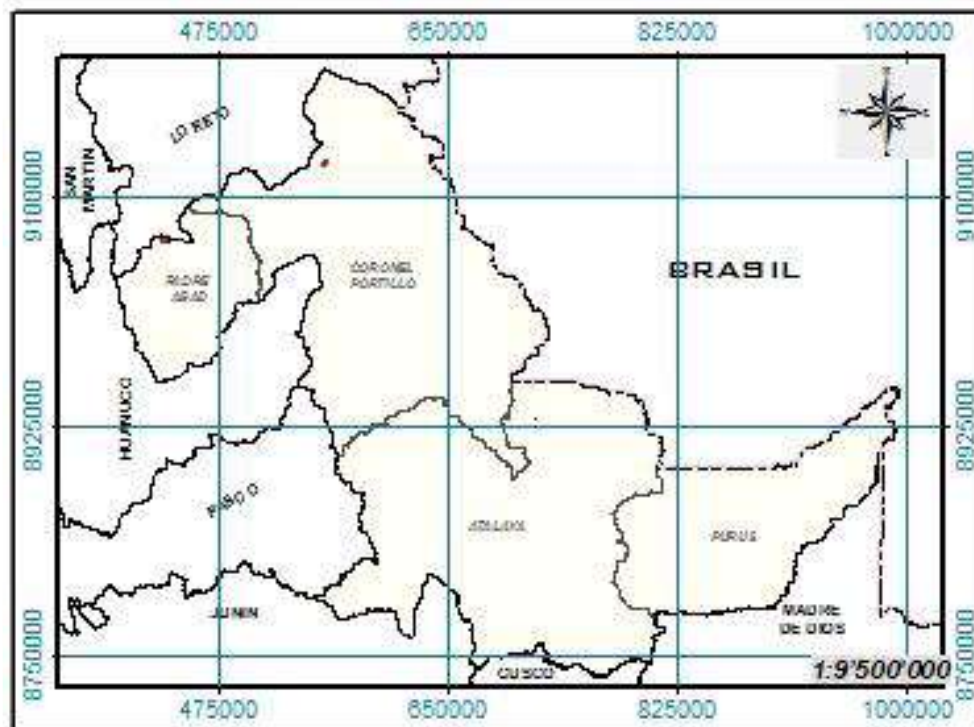 475000 650000 825000 1000000
LORETO
SAN
MARTIN
9100000 9100000
PADRE
ABAD
CORONEL
PORTILLO
BRASIL
HUANUCO
8925000 8925000
PASCO
ATALAYA
PURUS
JUNIN
MADRE
DE DIOS
CUSCO
8750000 8750000
1:9'500'000
475000 650000 825000 1000000